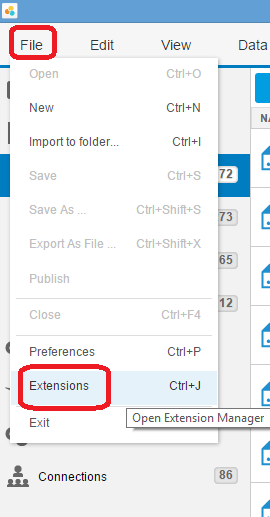 File Edit View Data
Open Ctrl+O
New Ctrl+N
Import to folder... Ctrl+I
Save Ctrl+S
72
Save As ... Ctrl+Shift+S
73
Export As File ... Ctrl+Shift+X
65
Publish
12
Close Ctrl+F4
Preferences Ctrl+P
Extensions Ctrl+J
Open Extension Manager
Exit
Connections 86